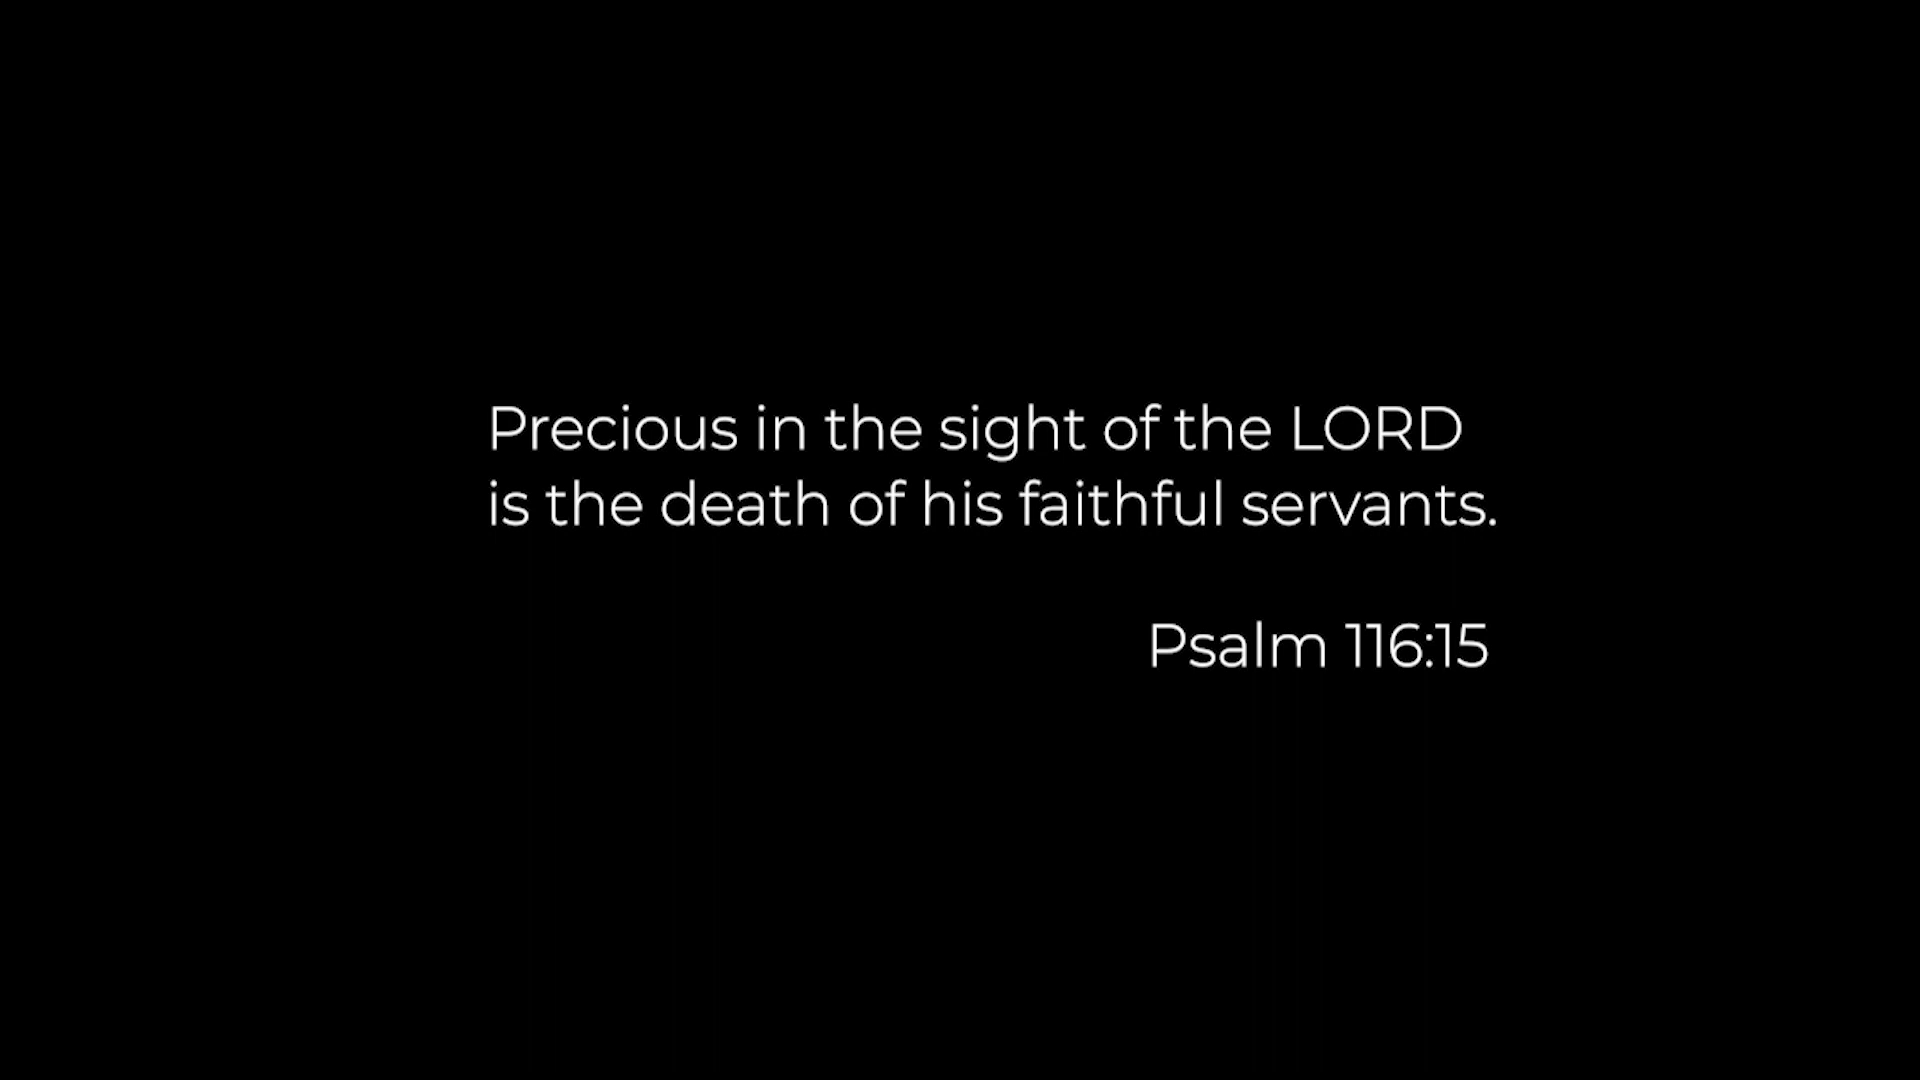 Precious in the sight of the LORD
is the death of his faithful servants.
Psalm 116:15